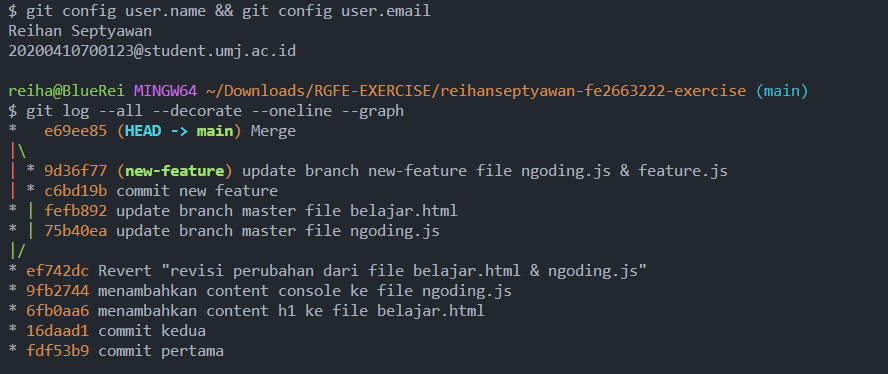 $ git config user.name && git config user.email
Reihan Septyawan
20200410700123@student.umj.ac.id
reiha@BlueRei MINGW64 ~/Downloads/RGFE-EXERCISE/reihanseptyawan-fe2663222-exercise (main)
$ git log --all --decorate --oneline --graph
*   e69ee85 (HEAD -> main) Merge
|\
| * 9d36f77 (new-feature) update branch new-feature file ngoding.js & feature.js
| * c6bd19b commit new feature
* | fefb892 update branch master file belajar.html
* | 75b40ea update branch master file ngoding.js
|/
* ef742dc Revert "revisi perubahan dari file belajar.html & ngoding.js"
* 9fb2744 menambahkan content console ke file ngoding.js
* 6fb0aa6 menambahkan content h1 ke file belajar.html
* 16daad1 commit kedua
* fdf53b9 commit pertama